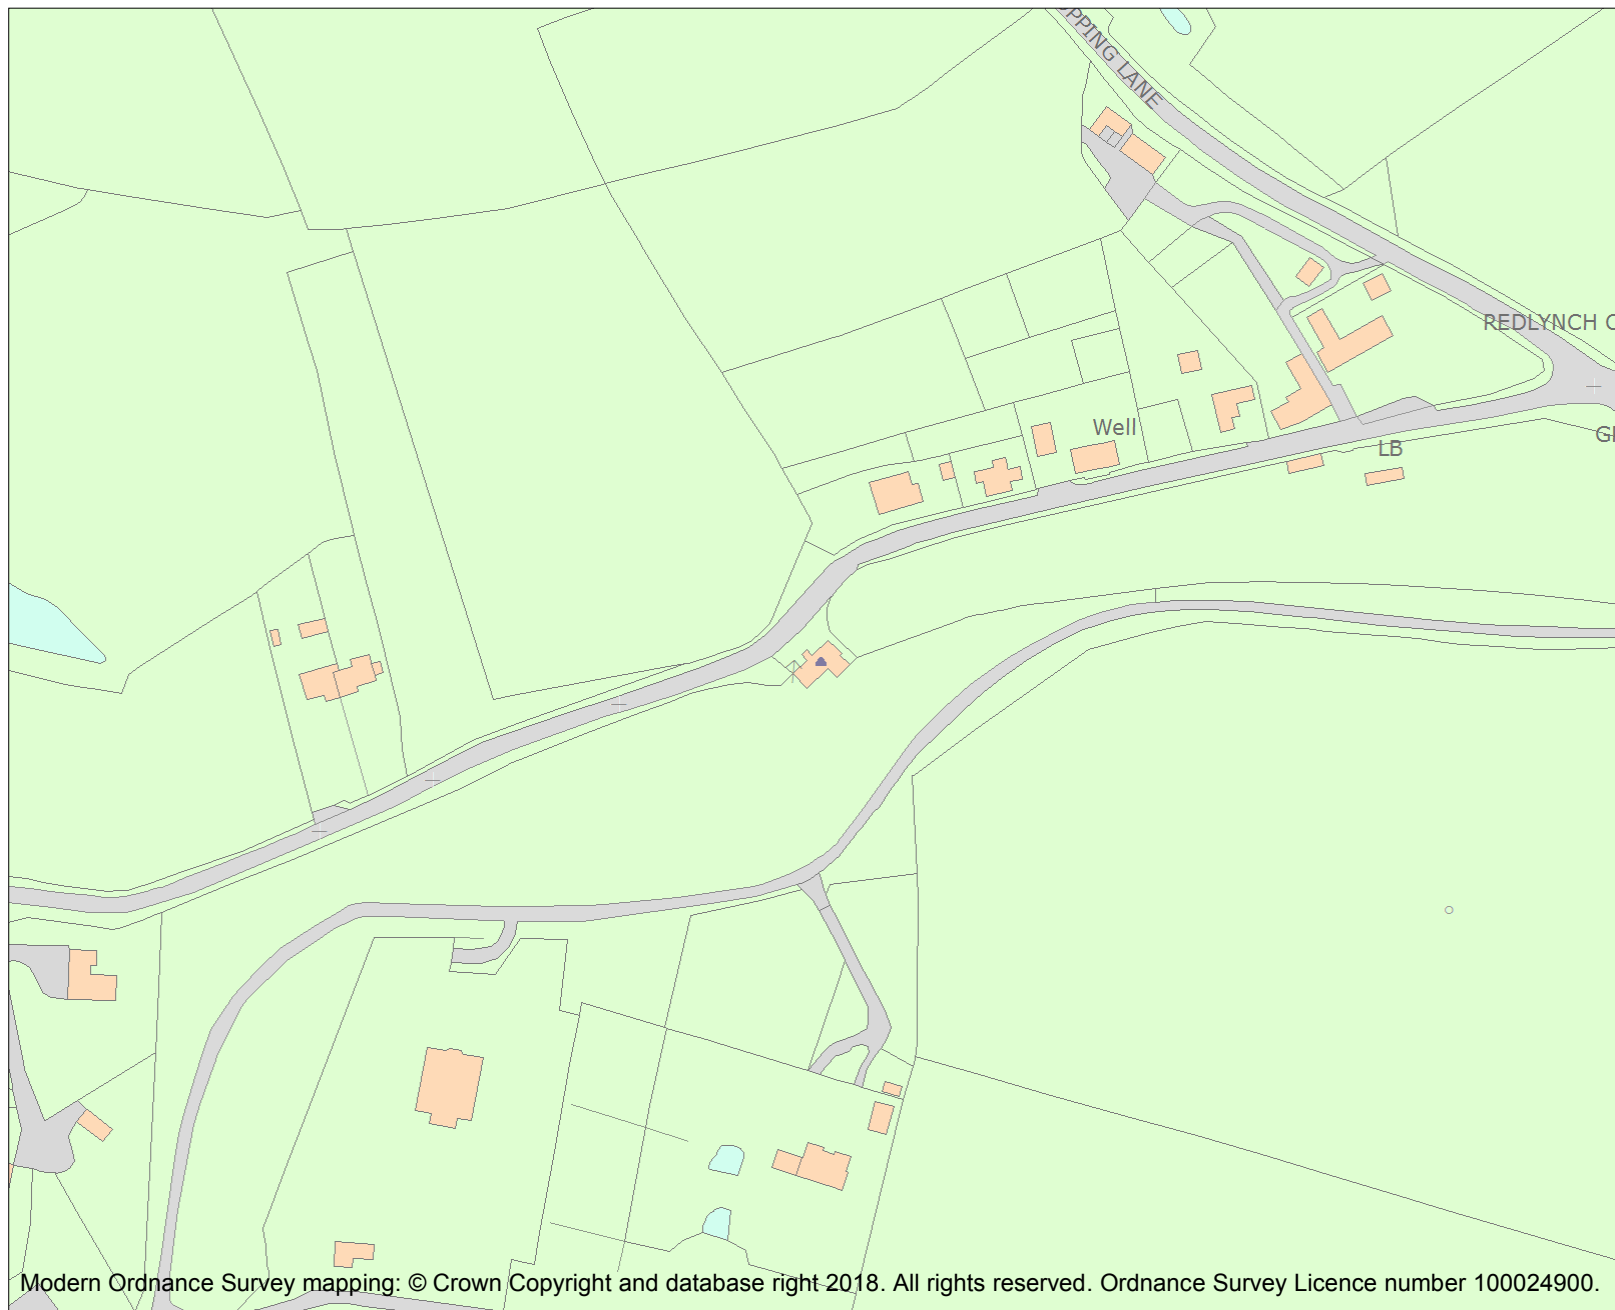 OPPING LANE
REDLYNCH C
Well
LB
Modern Ordnance Survey mapping: © Crown Copyright and database right 2018. All rights reserved. Ordnance Survey Licence number 100024900.